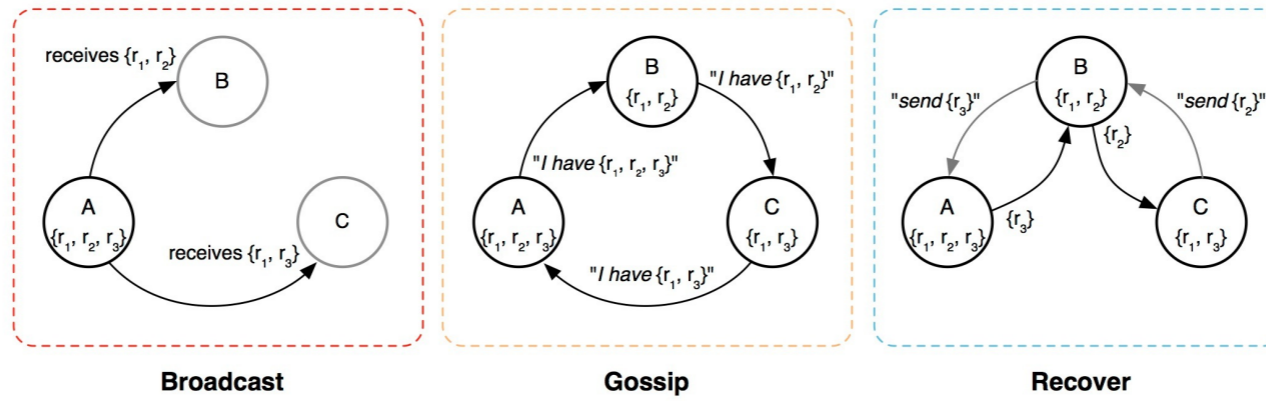 receives {r₁, r₂}
B
A
{r₁, r₂, r₃}
C
receives {r₁, r₃}
Broadcast
B
{r₁, r₂}
"I have {r₁, r₂}"
"I have {r₁, r₂, r₃}"
A
{r₁, r₂, r₃}
C
{r₁, r₃}
"I have {r₁, r₃}"
Gossip
B
{r₁, r₂}
"send {r₃}"
"send {r₂}"
{r₂}
A
{r₁, r₂, r₃}
{r₃}
C
{r₁, r₃}
Recover